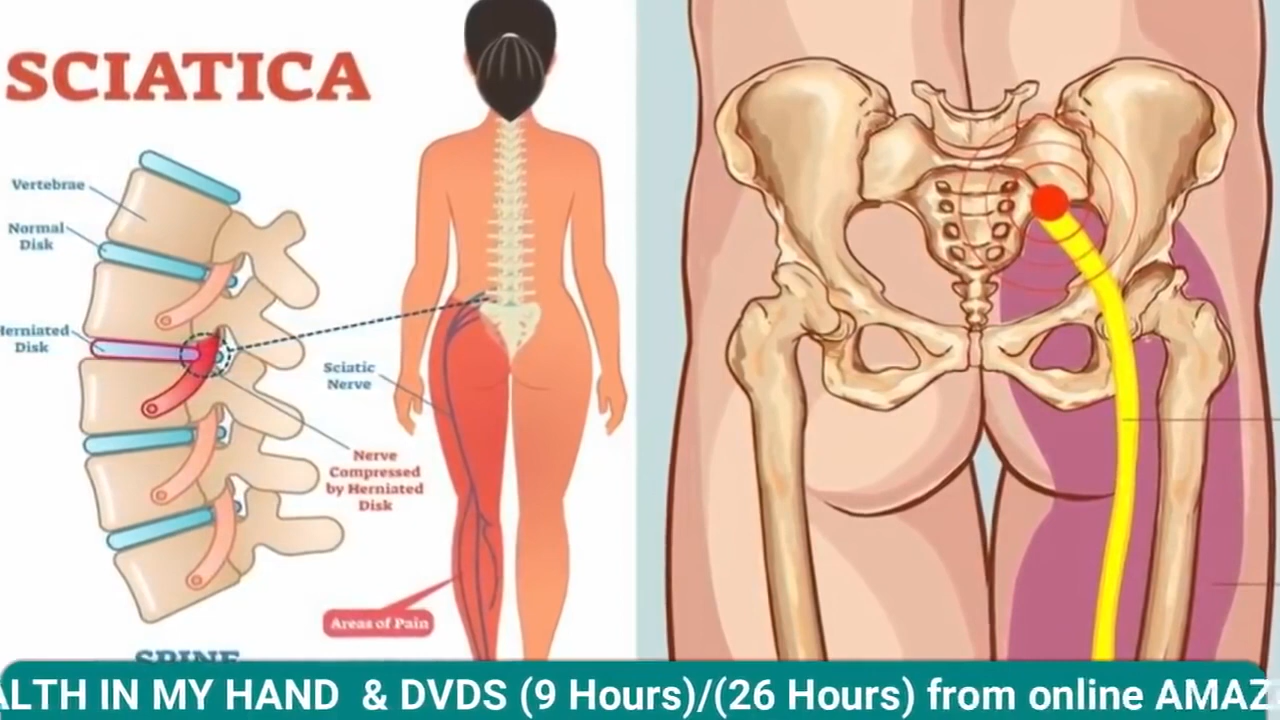 SCIATICA
Vertebrae
Normal
Disk
Herniated
Disk
Sciatic
Nerve
Nerve
Compressed
by Herniated
Disk
Areas of Pain
SPINE
ALTH IN MY HAND & DVDS (9 Hours)/(26 Hours) from online AMAZ